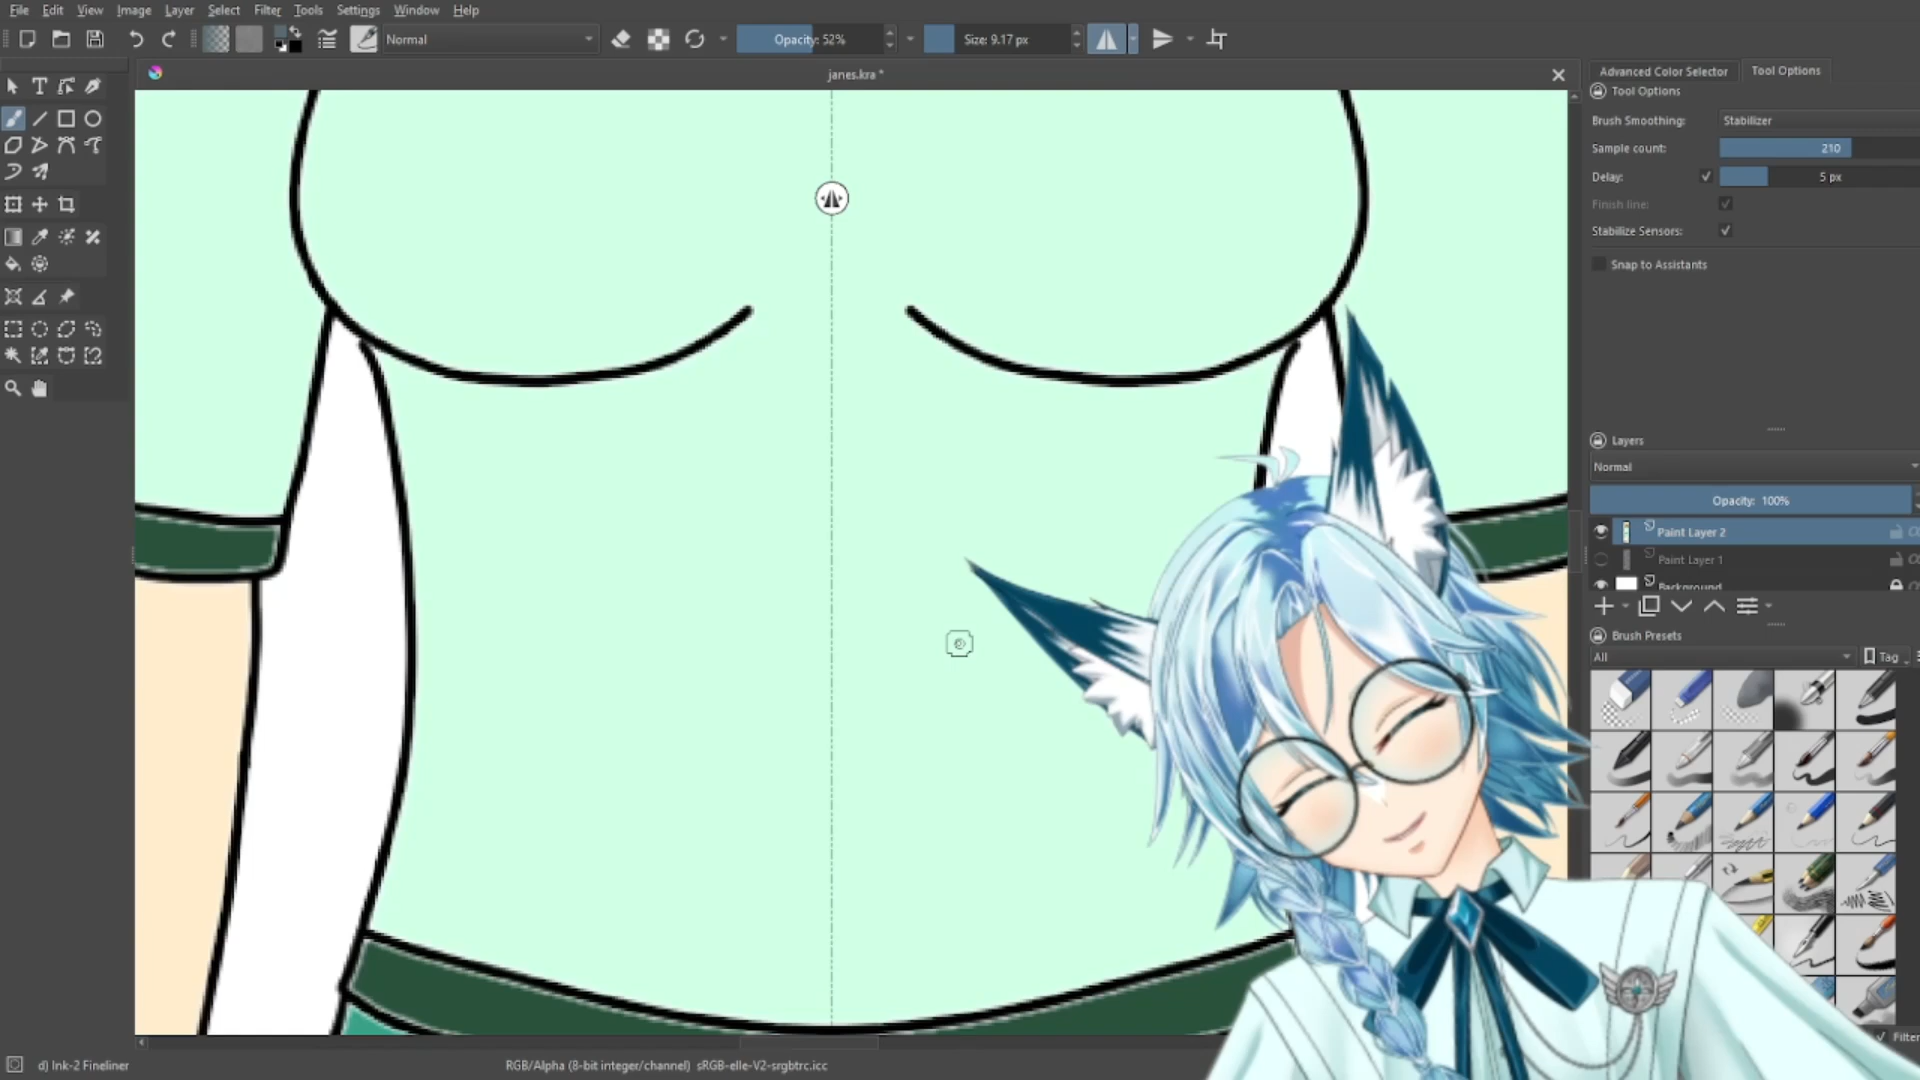 File Edit View Image Layer Select Filter Tools Settings Window Help
Normal Opacity: 52% Size: 9.17 px
janes.kra *
Advanced Color Selector Tool Options
Tool Options
Brush Smoothing: Stabilizer
Sample count: 210
Delay: 5 px
Finish line:
Stabilize Sensors:
Snap to Assistants
Layers
Normal
Opacity: 100%
Paint Layer 2
Paint Layer 1
Background
Brush Presets
All Tag
Filter
d) Ink-2 Fineliner RGB/Alpha (8-bit integer/channel) sRGB-elle-V2-srgbtrc.icc